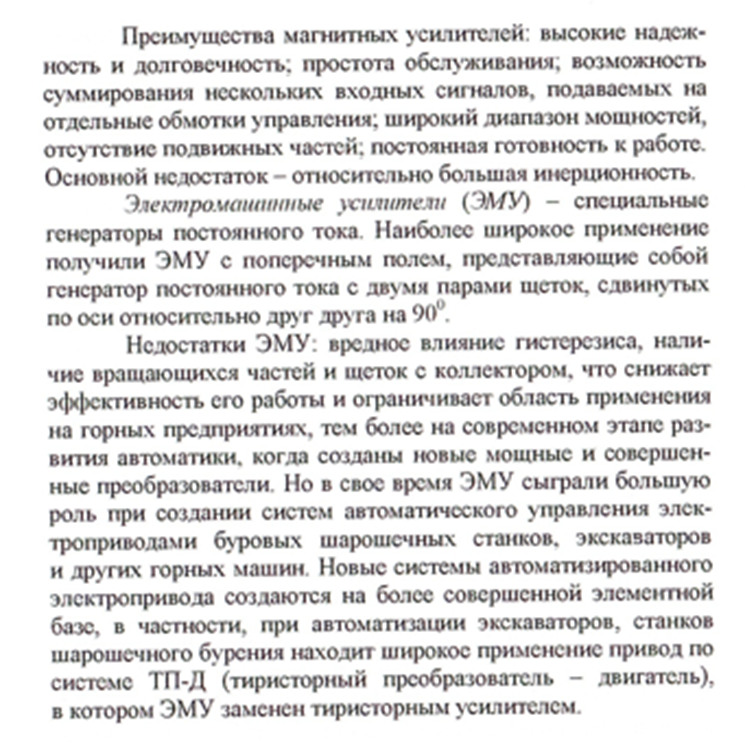 Преимущества магнитных усилителей: высокие надеж-
ность и долговечность; простота обслуживания; возможность
суммирования нескольких входных сигналов, подаваемых на
отдельные обмотки управления; широкий диапазон мощностей,
отсутствие подвижных частей; постоянная готовность к работе.
Основной недостаток – относительно большая инерционность.
Электромашинные усилители (ЭМУ) – специальные
генераторы постоянного тока. Наиболее широкое применение
получили ЭМУ с поперечным полем, представляющие собой
генератор постоянного тока с двумя парами щеток, сдвинутых
по оси относительно друг друга на 90⁰.
Недостатки ЭМУ: вредное влияние гистерезиса, нали-
чие вращающихся частей и щеток с коллектором, что снижает
эффективность его работы и ограничивает область применения
на горных предприятиях, тем более на современном этапе раз-
вития автоматики, когда созданы новые мощные и совершен-
ные преобразователи. Но в свое время ЭМУ сыграли большую
роль при создании систем автоматического управления элек-
троприводами буровых шарошечных станков, экскаваторов
и других горных машин. Новые системы автоматизированного
электропривода создаются на более совершенной элементной
базе, в частности, при автоматизации экскаваторов, станков
шарошечного бурения находит широкое применение привод по
системе ТП-Д (тиристорный преобразователь – двигатель),
в котором ЭМУ заменен тиристорным усилителем.